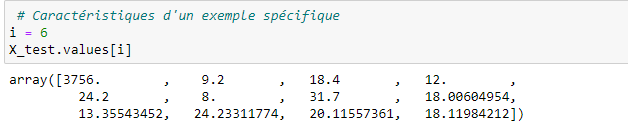 # Caractéristiques d'un exemple spécifique
i = 6
X_test.values[i]
array([3756.        ,    9.2       ,   18.4       ,   12.        ,
         24.2       ,    8.        ,   31.7       ,   18.00604954,
         13.35543452,   24.23311774,   20.11557361,   18.11984212])